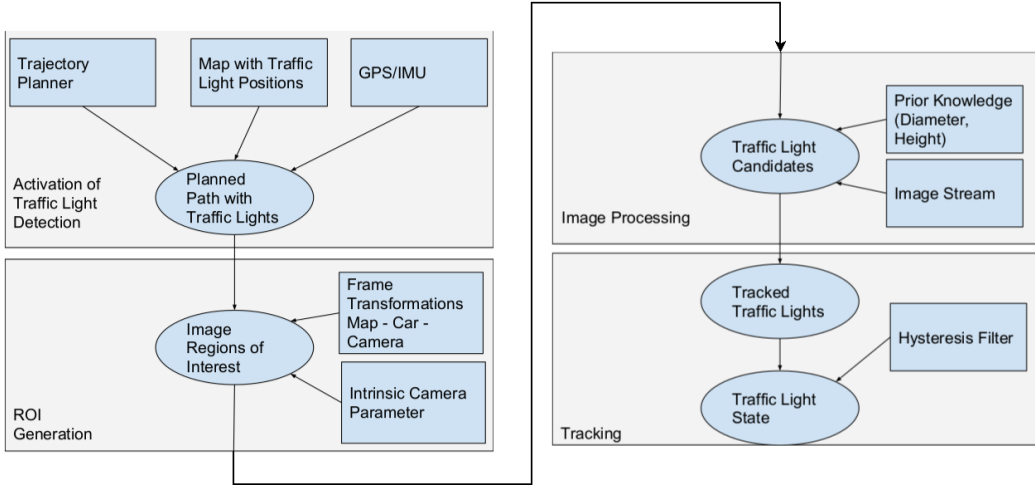 Trajectory
Planner
Map with Traffic
Light Positions
GPS/IMU
Planned
Path with
Traffic Lights
Activation of
Traffic Light
Detection
Frame
Transformations
Map - Car -
Camera
Image
Regions of
Interest
Intrinsic Camera
Parameter
ROI
Generation
Prior Knowledge
(Diameter,
Height)
Traffic Light
Candidates
Image Stream
Image Processing
Tracked
Traffic Lights
Hysteresis Filter
Traffic Light
State
Tracking